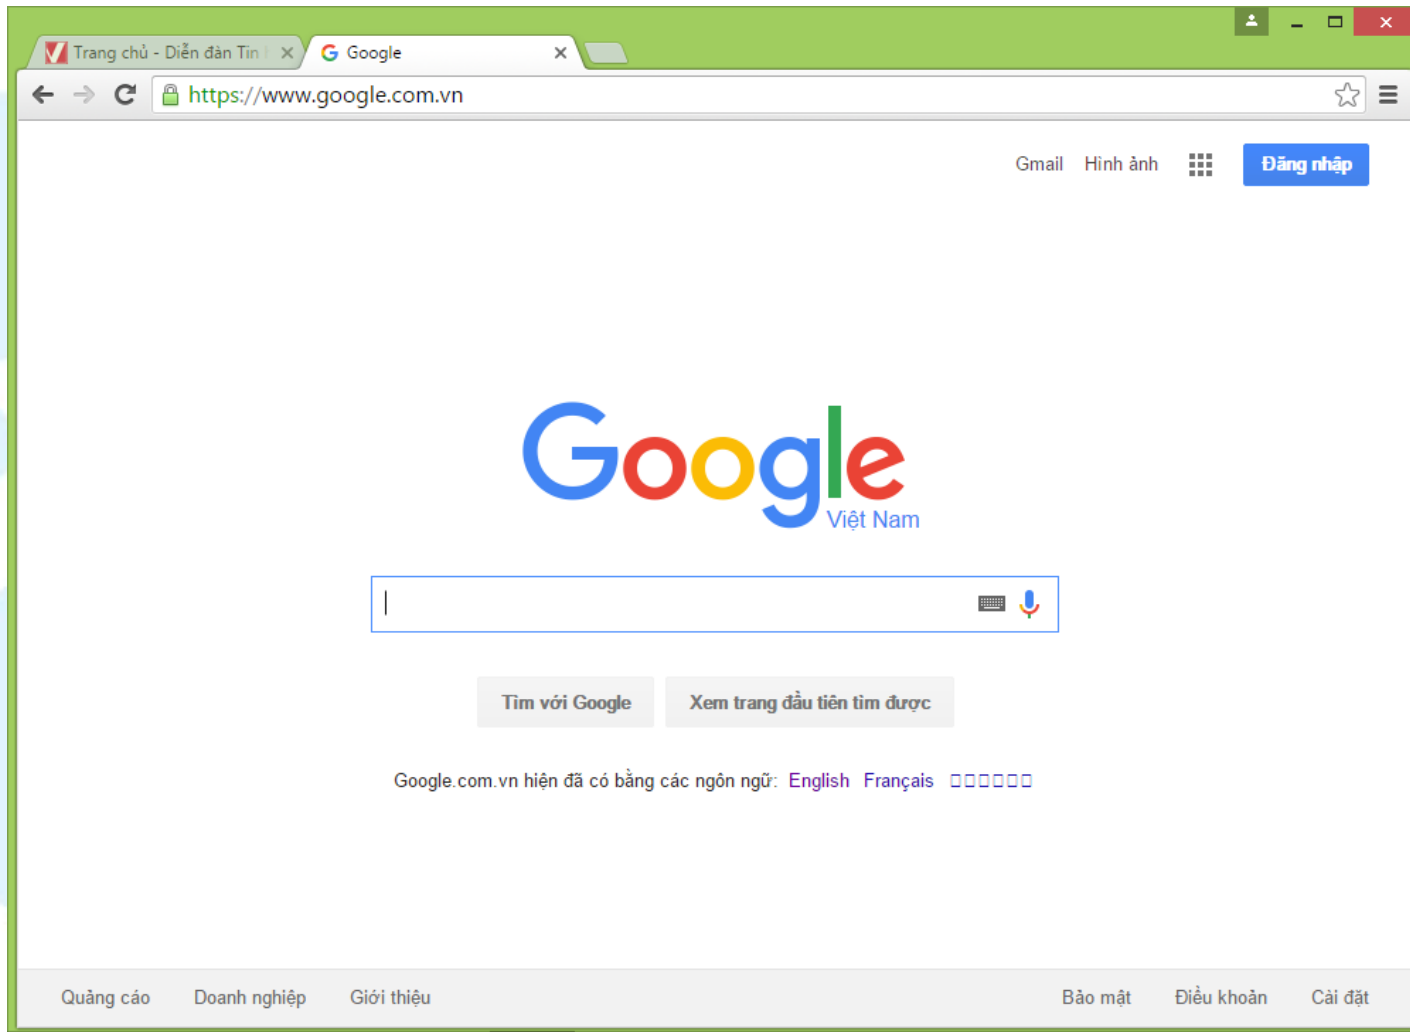 Trang chủ - Diễn đàn Tin
Google
https://www.google.com.vn
Gmail Hình ảnh Đăng nhập
Google
Việt Nam
Tìm với Google Xem trang đầu tiên tìm được
Google.com.vn hiện đã có bằng các ngôn ngữ: English Français □□□□□□
Quảng cáo Doanh nghiệp Giới thiệu Bảo mật Điều khoản Cài đặt